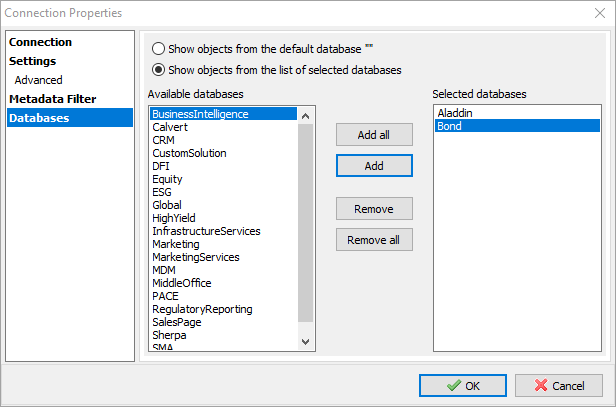 Connection Properties
Connection
Settings
Advanced
Metadata Filter
Databases
Show objects from the default database ""
Show objects from the list of selected databases
Available databases
BusinessIntelligence
Calvert
CRM
CustomSolution
DFI
Equity
ESG
Global
HighYield
InfrastructureServices
Marketing
MarketingServices
MDM
MiddleOffice
PACE
RegulatoryReporting
SalesPage
Sherpa
SMA
Add all
Add
Remove
Remove all
Selected databases
Aladdin
Bond
OK
Cancel